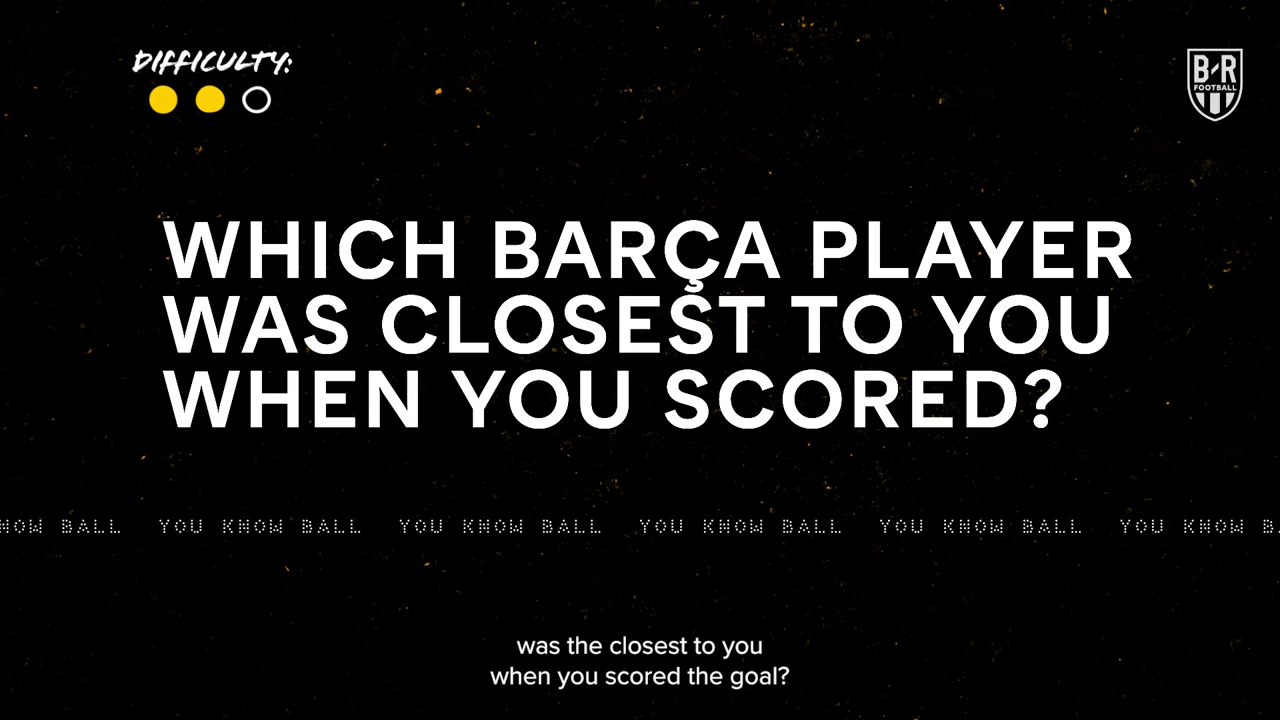 DIFFICULTY:
B R
FOOTBALL
WHICH BARÇA PLAYER
WAS CLOSEST TO YOU
WHEN YOU SCORED?
KNOW BALL YOU KNOW BALL YOU KNOW BALL YOU KNOW BALL YOU KNOW BALL YOU KNOW B
was the closest to you
when you scored the goal?